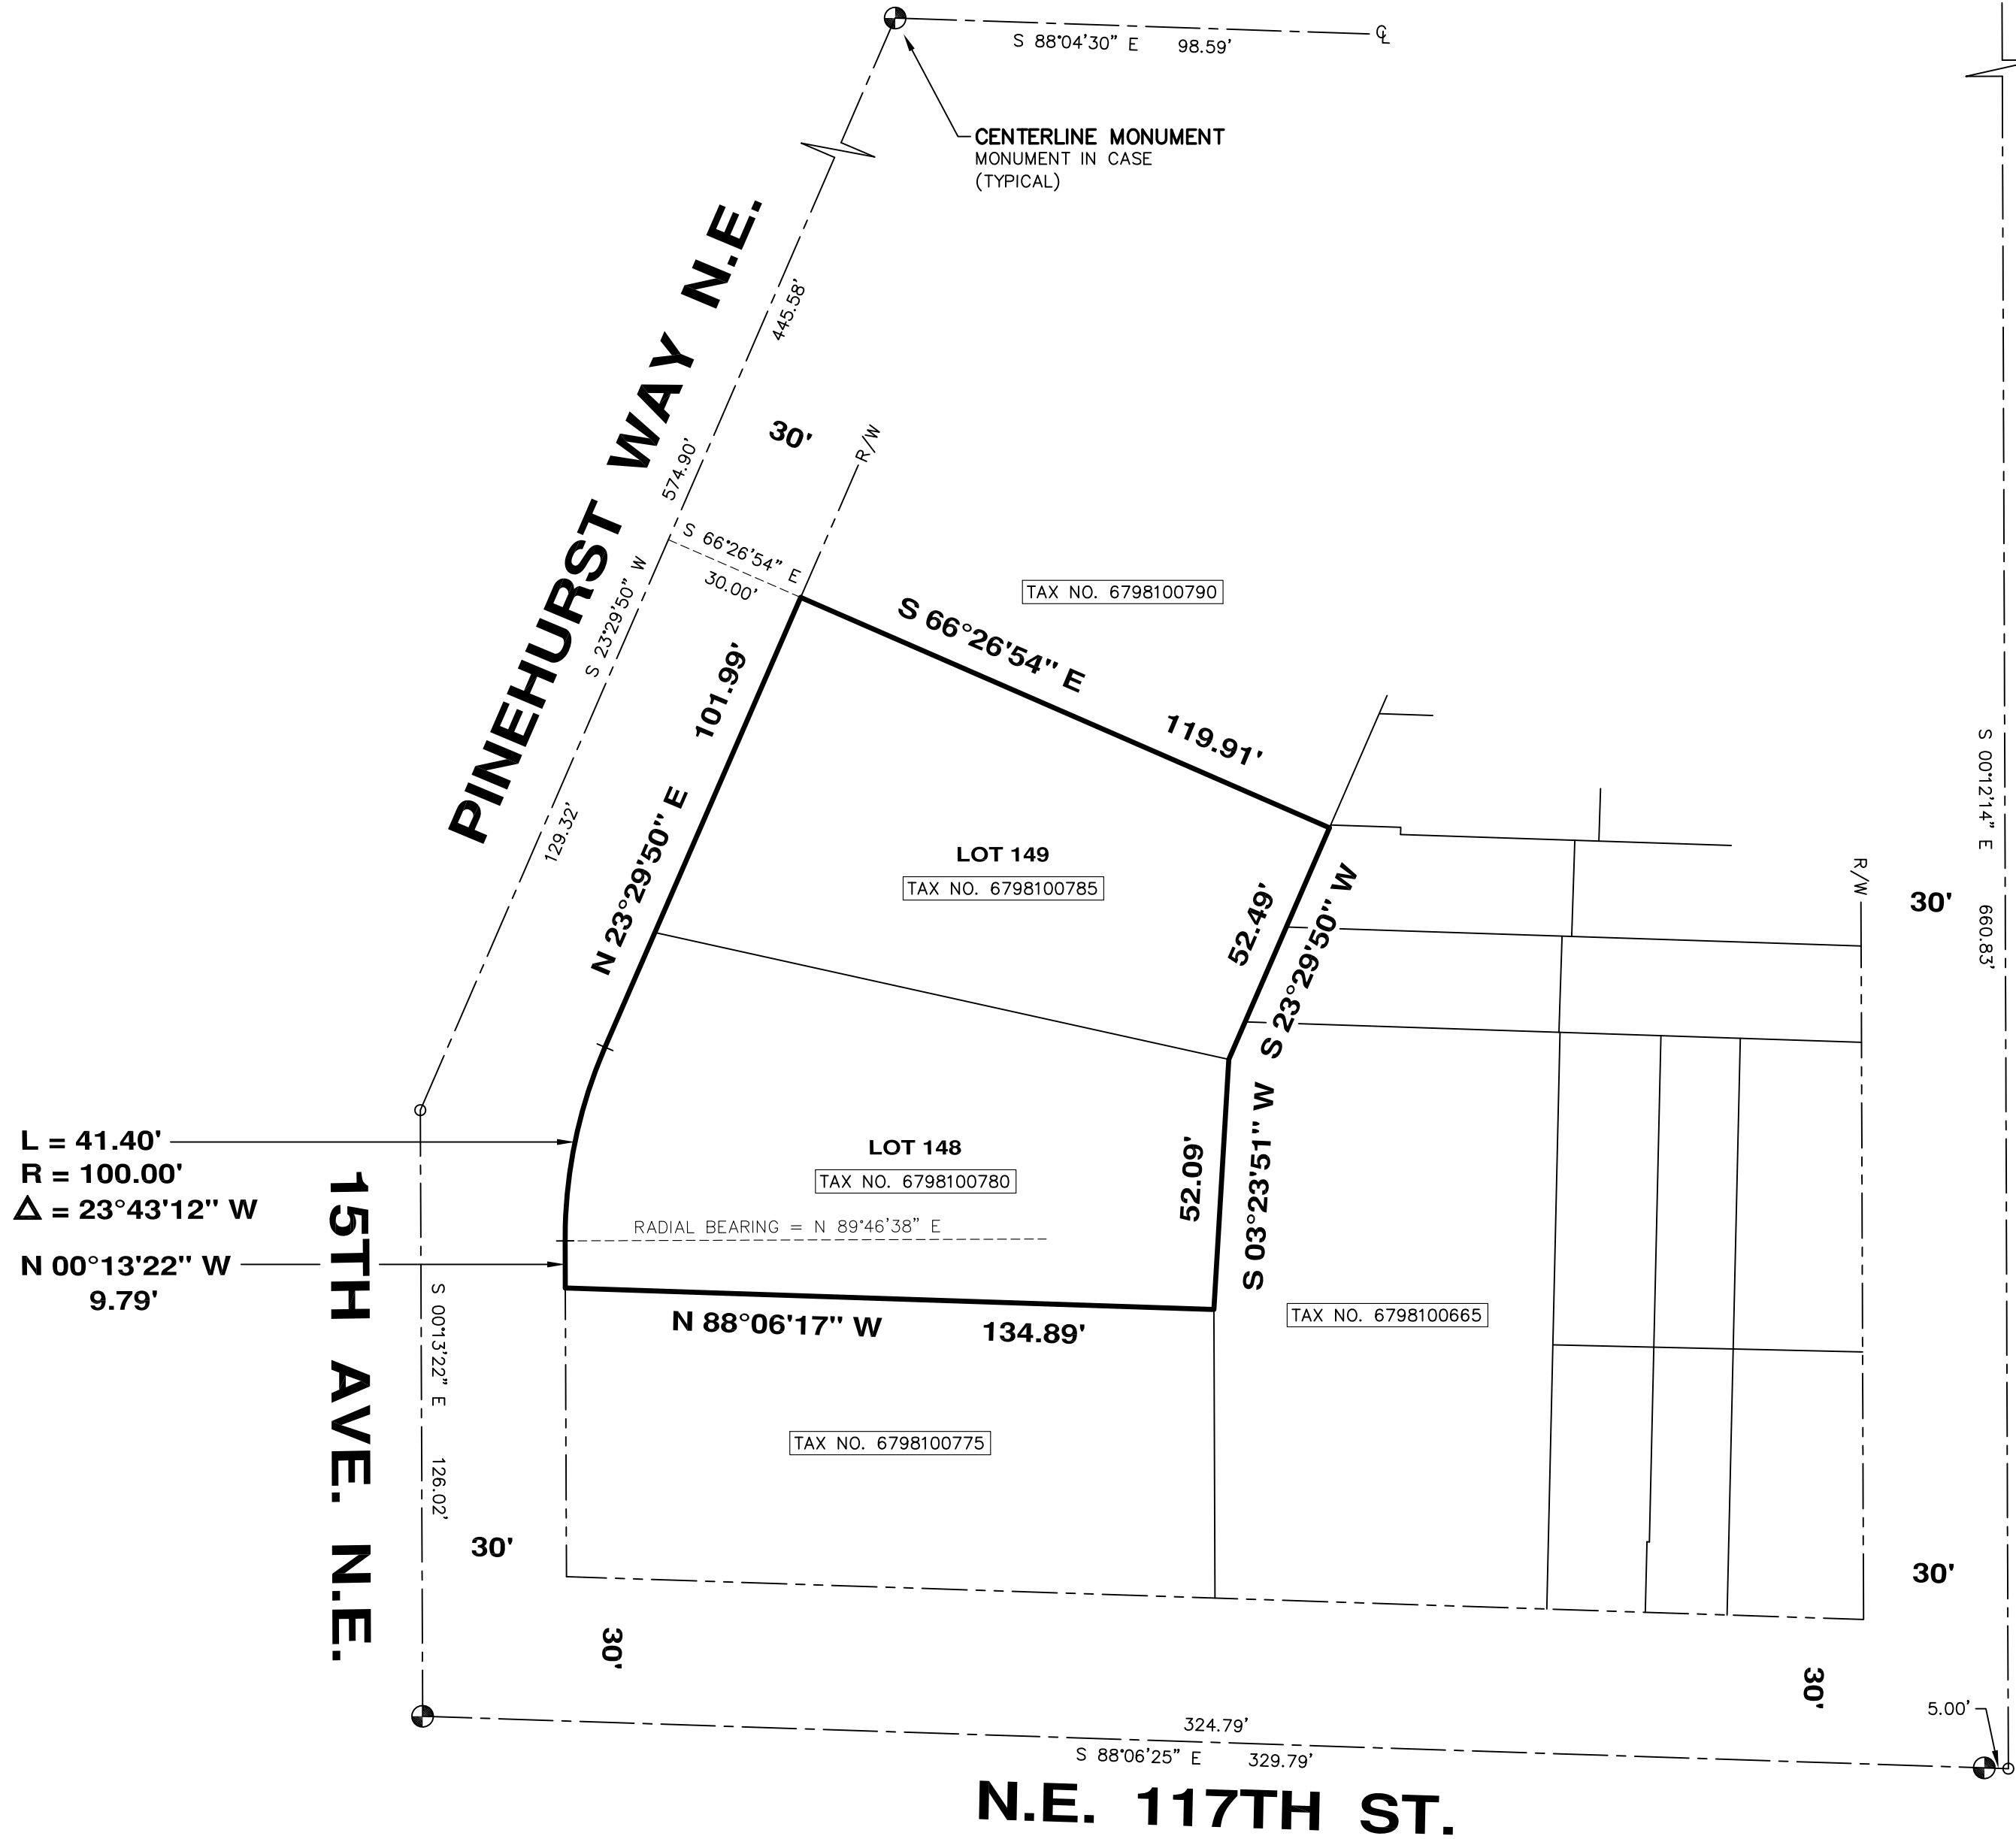 S 88°04'30" E 98.59'
℄
CENTERLINE MONUMENT
MONUMENT IN CASE
(TYPICAL)
PINEHURST WAY N.E.
445.58'
574.90'
S 23°29'50" W
129.32'
30'
R/W
S 66°26'54" E
30.00'
TAX NO. 6798100790
S 66°26'54" E 119.91'
N 23°29'50" E 101.99'
LOT 149
TAX NO. 6798100785
52.49'
S 23°29'50" W
R/W
30'
S 00°12'14" E 660.83'
L = 41.40'
R = 100.00'
Δ = 23°43'12" W
N 00°13'22" W
9.79'
15TH AVE. N.E.
S 00°13'22" E 126.02'
LOT 148
TAX NO. 6798100780
RADIAL BEARING = N 89°46'38" E
52.09'
S 03°23'51" W
N 88°06'17" W 134.89'
TAX NO. 6798100665
TAX NO. 6798100775
30'
30'
30'
30'
5.00'
324.79'
S 88°06'25" E 329.79'
N.E. 117TH ST.